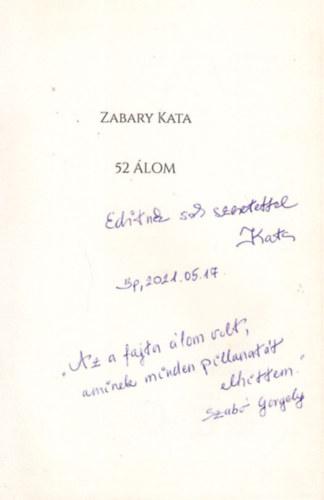 ZABARY KATA
52 ÁLOM
Editnek sok szeretettel
Kata
Bp, 2021.05.17.
"Az a fajta álom volt,
aminek minden pillanatát
elhittem."
Szabó Gergely